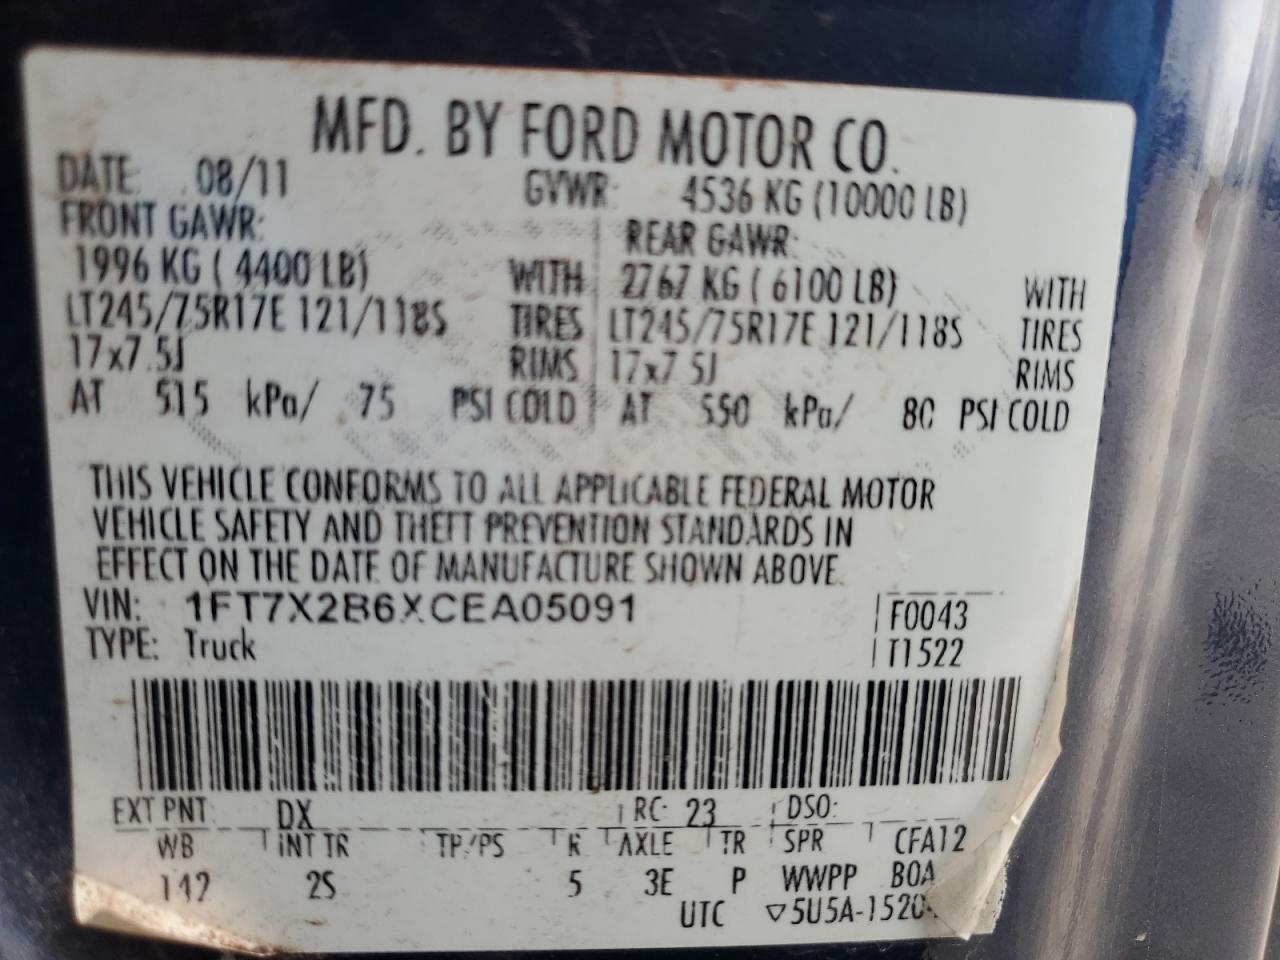 MFD. BY FORD MOTOR CO.
DATE: 08/11 GVWR: 4536 KG (10000 LB)
FRONT GAWR: REAR GAWR:
1996 KG ( 4400 LB) WITH 2767 KG ( 6100 LB) WITH
LT245/75R17E 121/118S TIRES LT245/75R17E 121/118S TIRES
17x7.5J RIMS 17x7.5J RIMS
AT 515 kPa/ 75 PSI COLD AT 550 kPa/ 80 PSI COLD
THIS VEHICLE CONFORMS TO ALL APPLICABLE FEDERAL MOTOR
VEHICLE SAFETY AND THEFT PREVENTION STANDARDS IN
EFFECT ON THE DATE OF MANUFACTURE SHOWN ABOVE.
VIN: 1FT7X2B6XCEA05091 F0043
TYPE: Truck T1522
EXT PNT: DX RC: 23 DSO:
WB INT TR TP/PS R AXLE TR SPR CFA12
142 2S 5 3E P WWPP BOA
UTC ▽5U5A-1520